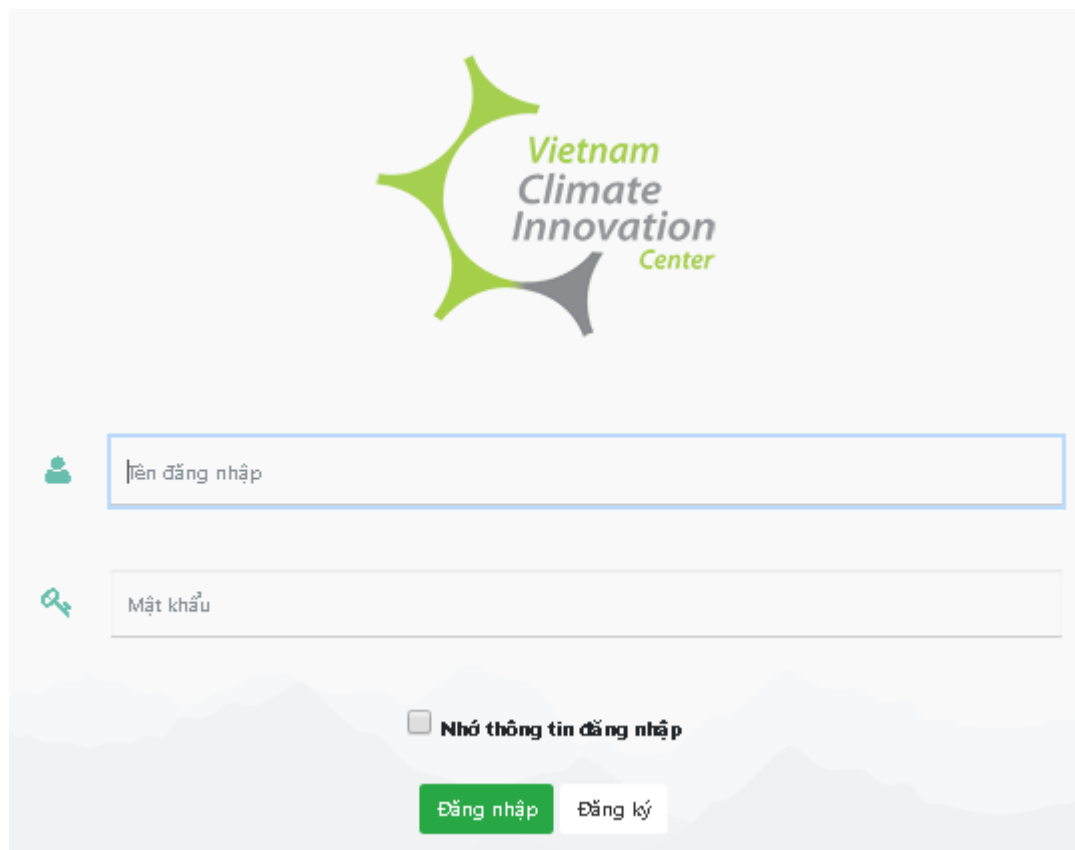 Vietnam
Climate
Innovation
Center
Tên đăng nhập
Mật khẩu
Nhớ thông tin đăng nhập
Đăng nhập Đăng ký